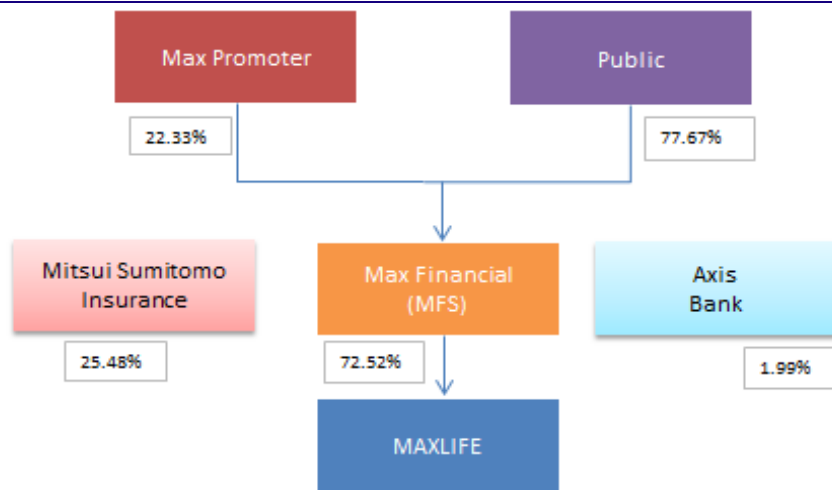 Max Promoter
Public
22.33%
77.67%
Mitsui Sumitomo
Insurance
Max Financial
(MFS)
Axis
Bank
25.48%
72.52%
1.99%
MAXLIFE